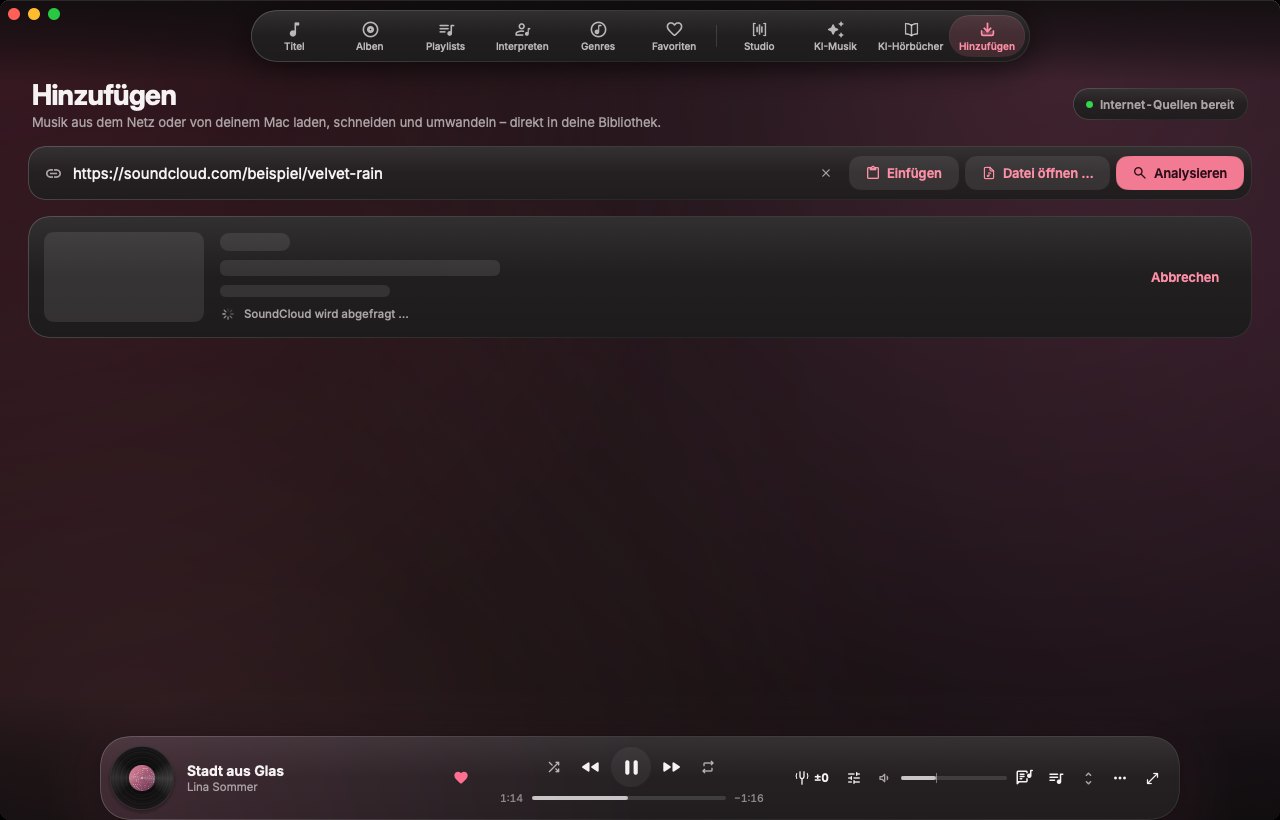 Titel
Alben
Playlists
Interpreten
Genres
Favoriten
Studio
KI-Musik
KI-Hörbücher
Hinzufügen
Hinzufügen
Musik aus dem Netz oder von deinem Mac laden, schneiden und umwandeln – direkt in deine Bibliothek.
Internet-Quellen bereit
https://soundcloud.com/beispiel/velvet-rain
Einfügen
Datei öffnen ...
Analysieren
SoundCloud wird abgefragt ...
Abbrechen
Stadt aus Glas
Lina Sommer
1:14
−1:16
±0